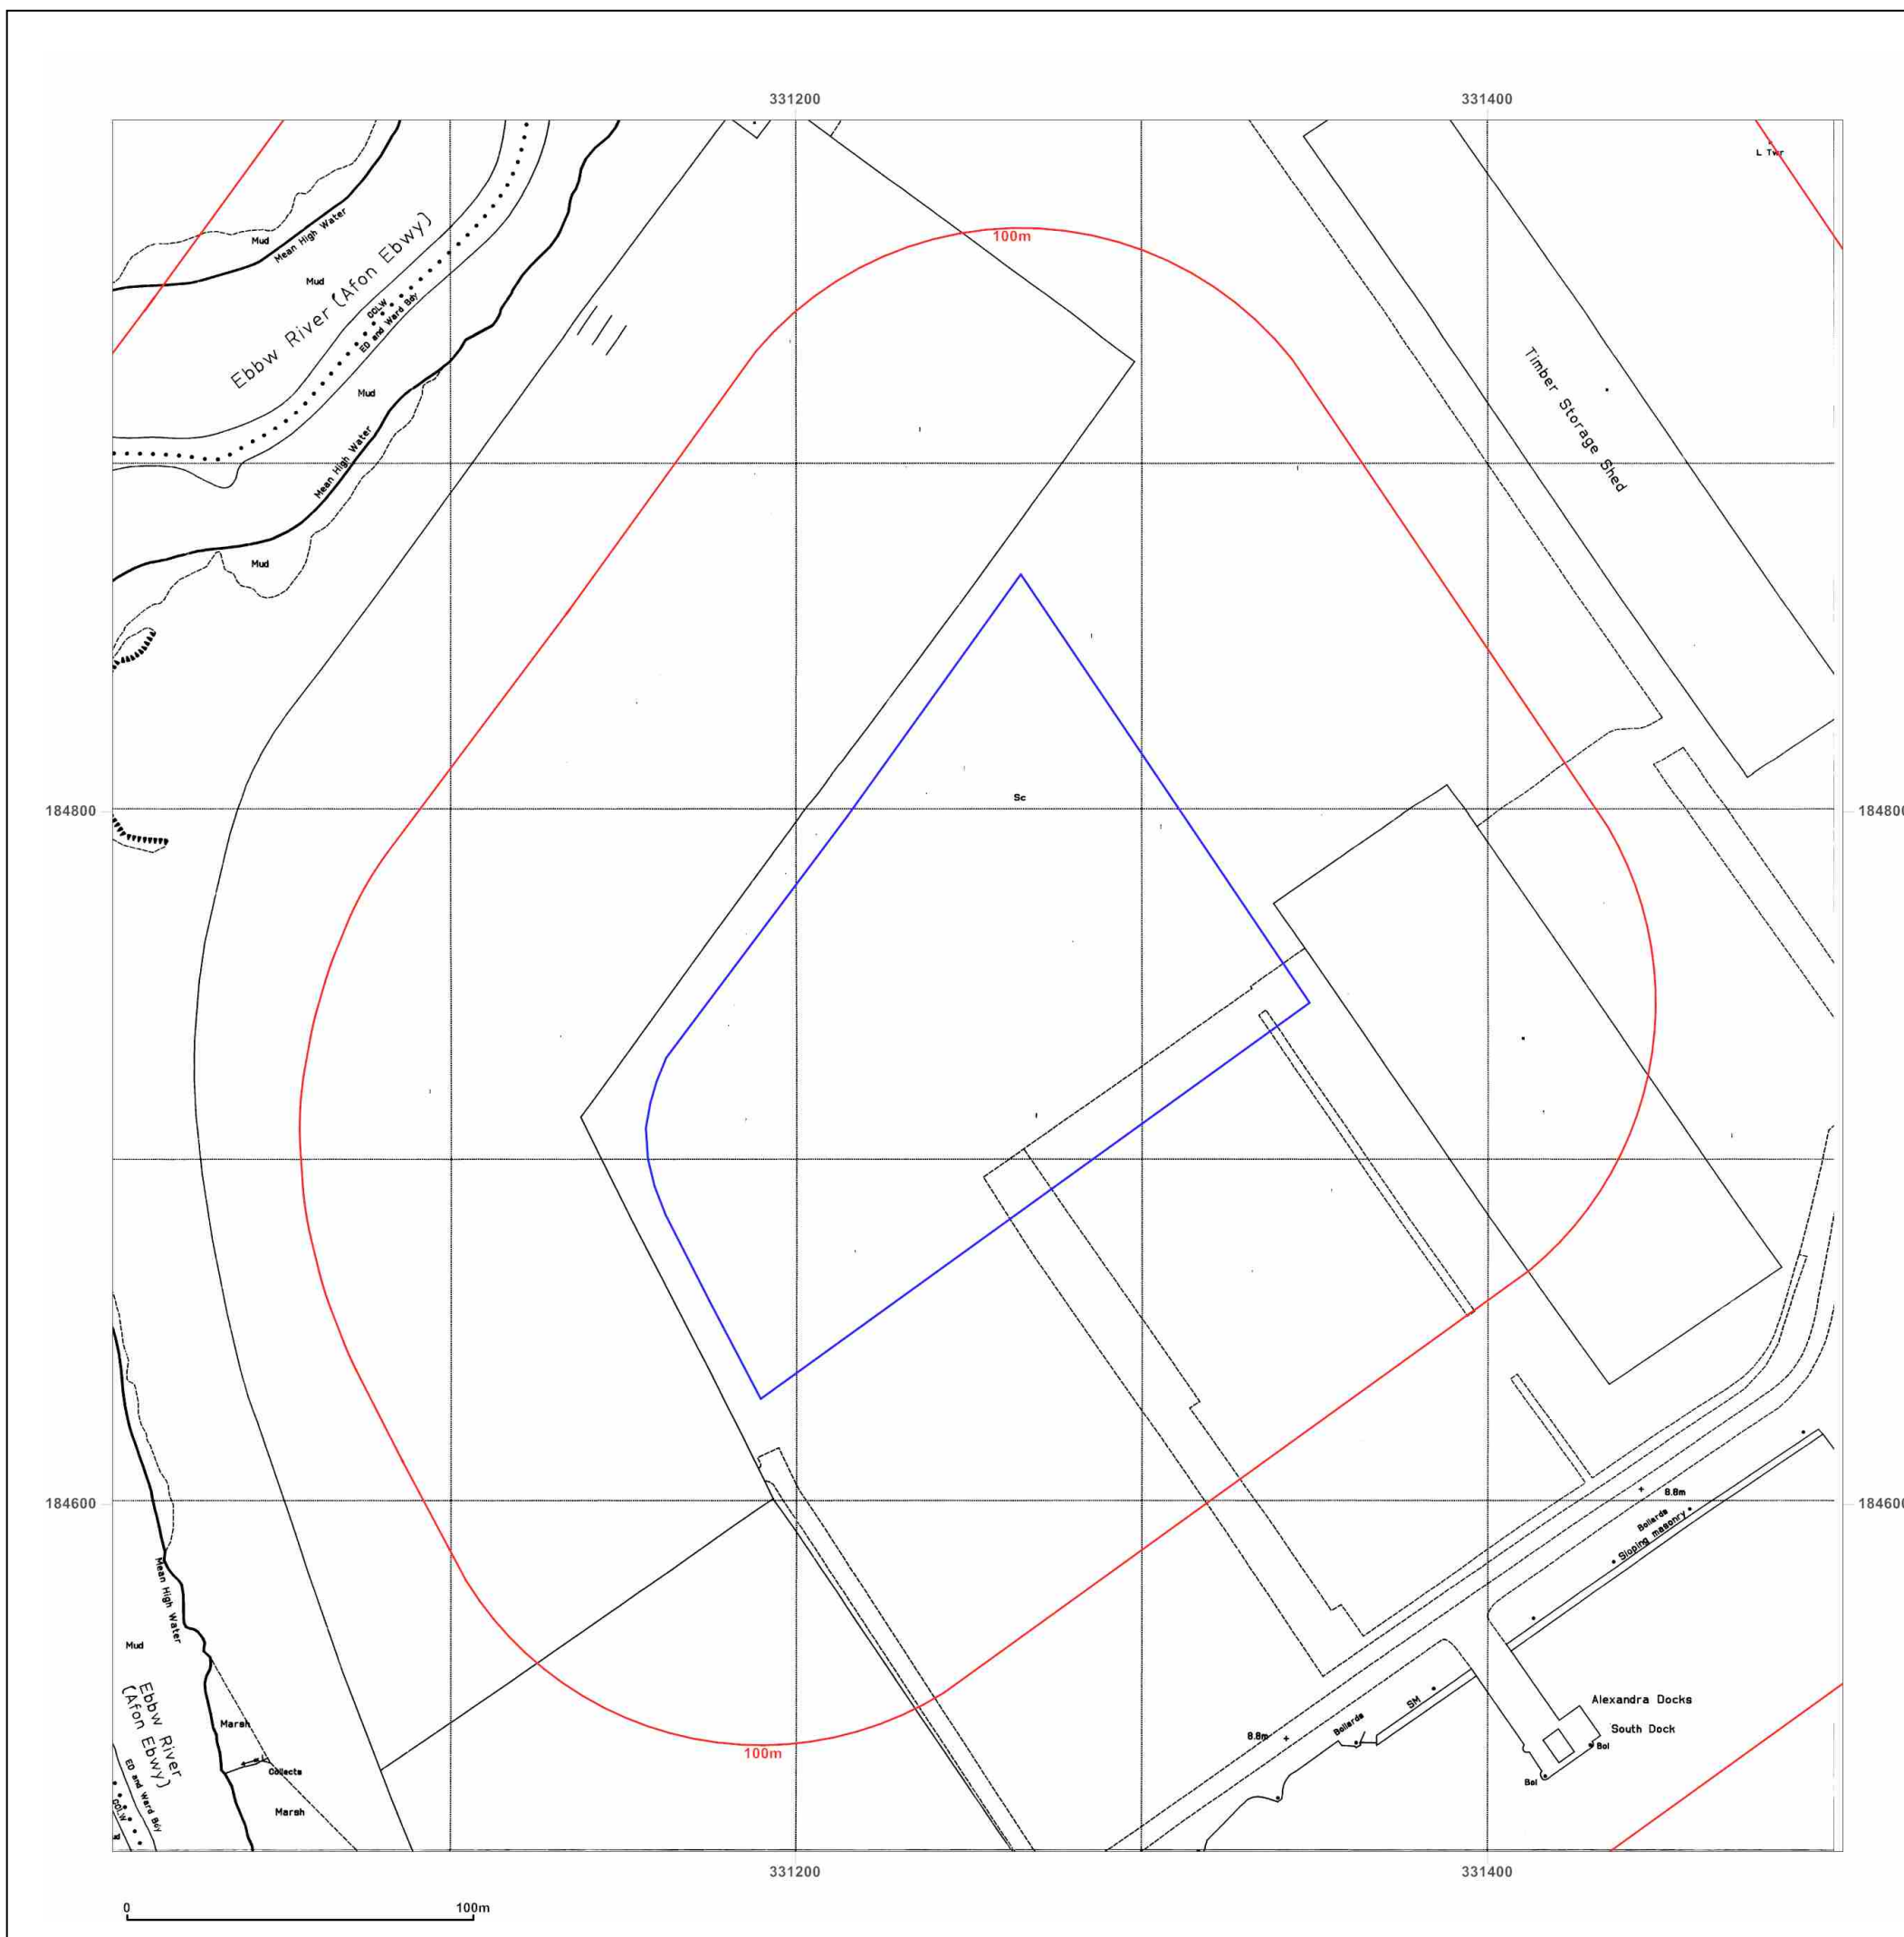 331200
331400
L Twr
Mud
Mean High Water
Mud
Ebbw River (Afon Ebwy)
100m
ED and Ward Bdy
Mud
Timber Storage Shed
Mean High Water
Mud
184800
184800
Sc
184600
184600
8.8m
Bollards
Sloping masonry
Mean High Water
Mud
Ebbw River
(Afon Ebwy)
Marsh
ED and Ward Bdy
Collects
Marsh
100m
Alexandra Docks
South Dock
SM
Bollards
8.8m
Bol
Bol
331200
331400
0
100m